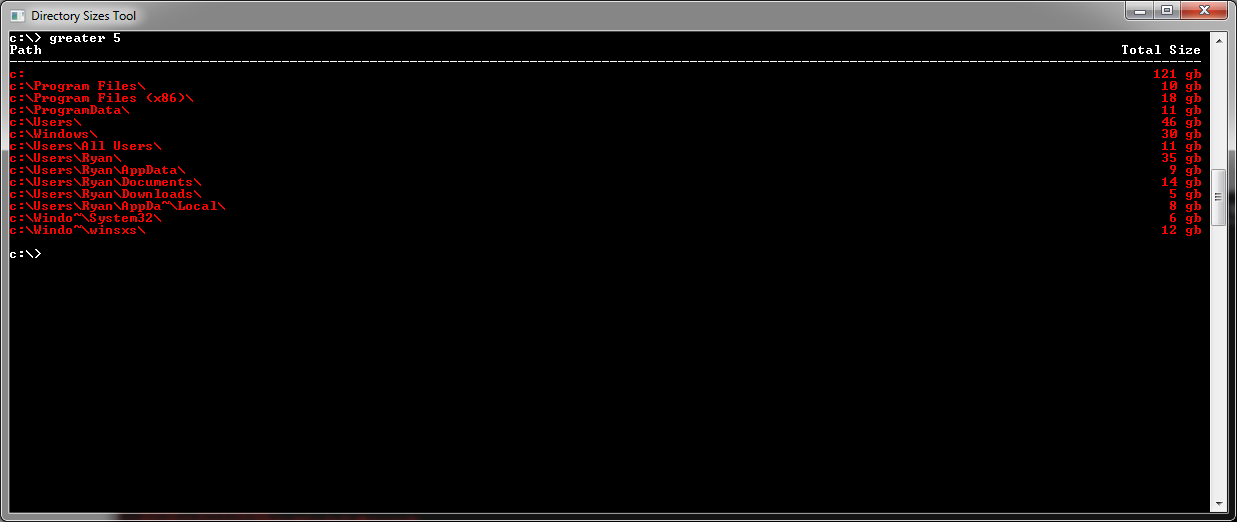 Directory Sizes Tool
c:\> greater 5
Path Total Size
c: 121 gb
c:\Program Files\ 10 gb
c:\Program Files (x86)\ 18 gb
c:\ProgramData\ 11 gb
c:\Users\ 46 gb
c:\Windows\ 30 gb
c:\Users\All Users\ 11 gb
c:\Users\Ryan\ 35 gb
c:\Users\Ryan\AppData\ 9 gb
c:\Users\Ryan\Documents\ 14 gb
c:\Users\Ryan\Downloads\ 5 gb
c:\Users\Ryan\AppDa~\Local\ 8 gb
c:\Windo~\System32\ 6 gb
c:\Windo~\winsxs\ 12 gb
c:\>